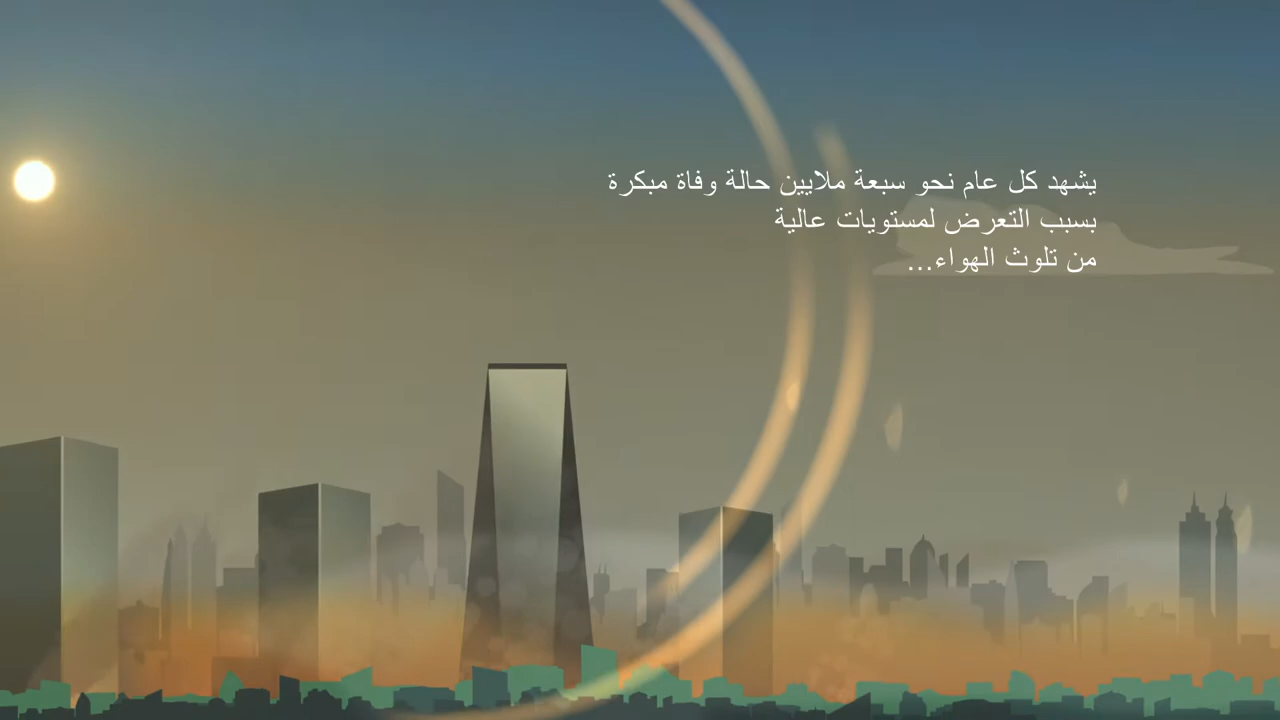 يشهد كل عام نحو سبعة ملايين حالة وفاة مبكرة
بسبب التعرض لمستويات عالية
من تلوث الهواء...